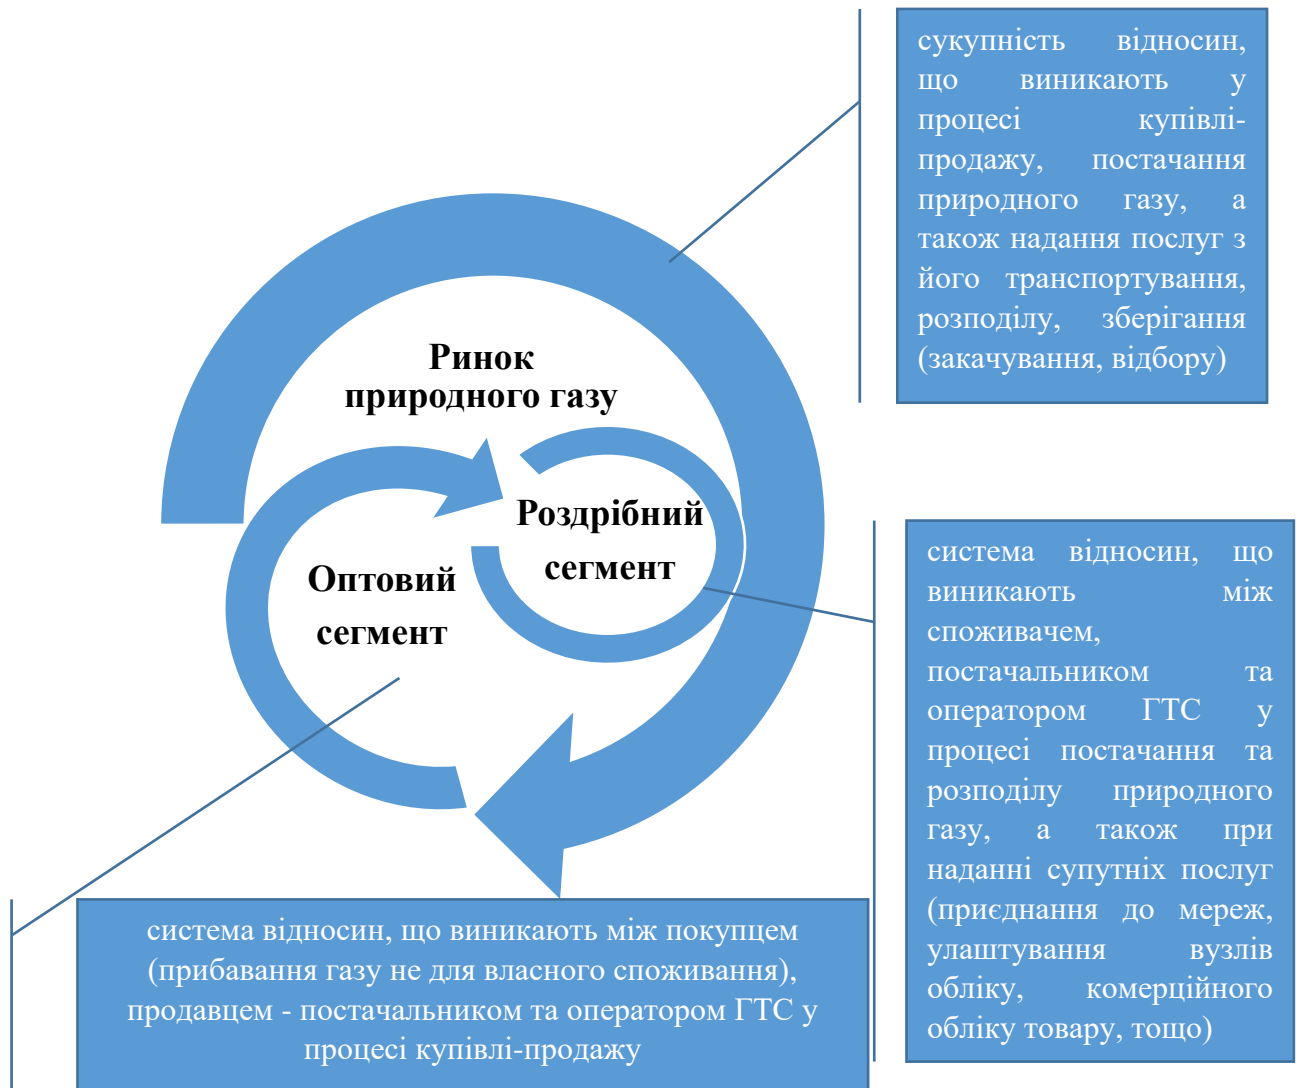 сукупність відносин,
що виникають у
процесі купівлі-
продажу, постачання
природного газу, а
також надання послуг з
його транспортування,
розподілу, зберігання
(закачування, відбору)
Ринок
природного газу
Роздрібний
сегмент
Оптовий
сегмент
система відносин, що
виникають між
споживачем,
постачальником та
оператором ГТС у
процесі постачання та
розподілу природного
газу, а також при
наданні супутніх послуг
(приєднання до мереж,
улаштування вузлів
обліку, комерційного
обліку товару, тощо)
система відносин, що виникають між покупцем
(прибавання газу не для власного споживання),
продавцем - постачальником та оператором ГТС у
процесі купівлі-продажу